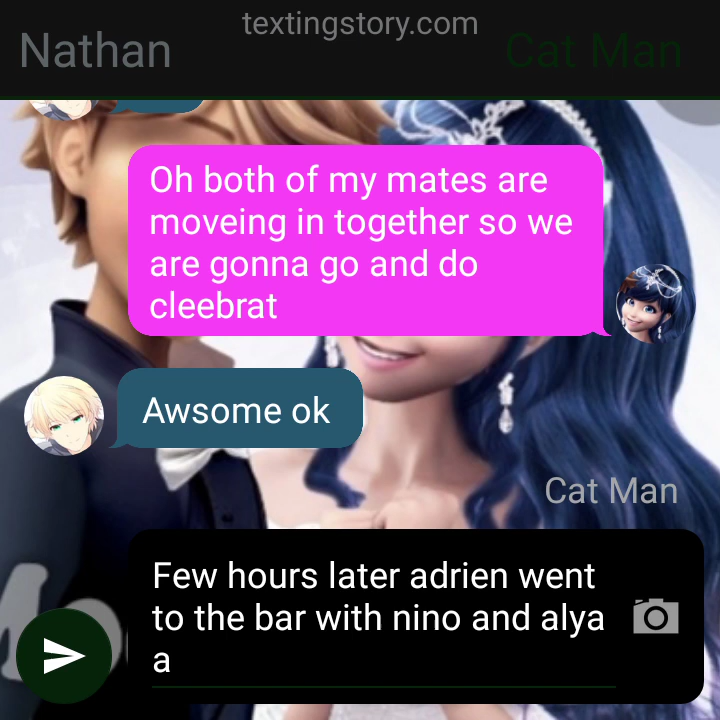 textingstory.com
Nathan
Cat Man
Oh both of my mates are
moveing in together so we
are gonna go and do
cleebrat
Awsome ok
Cat Man
Few hours later adrien went
to the bar with nino and alya
a